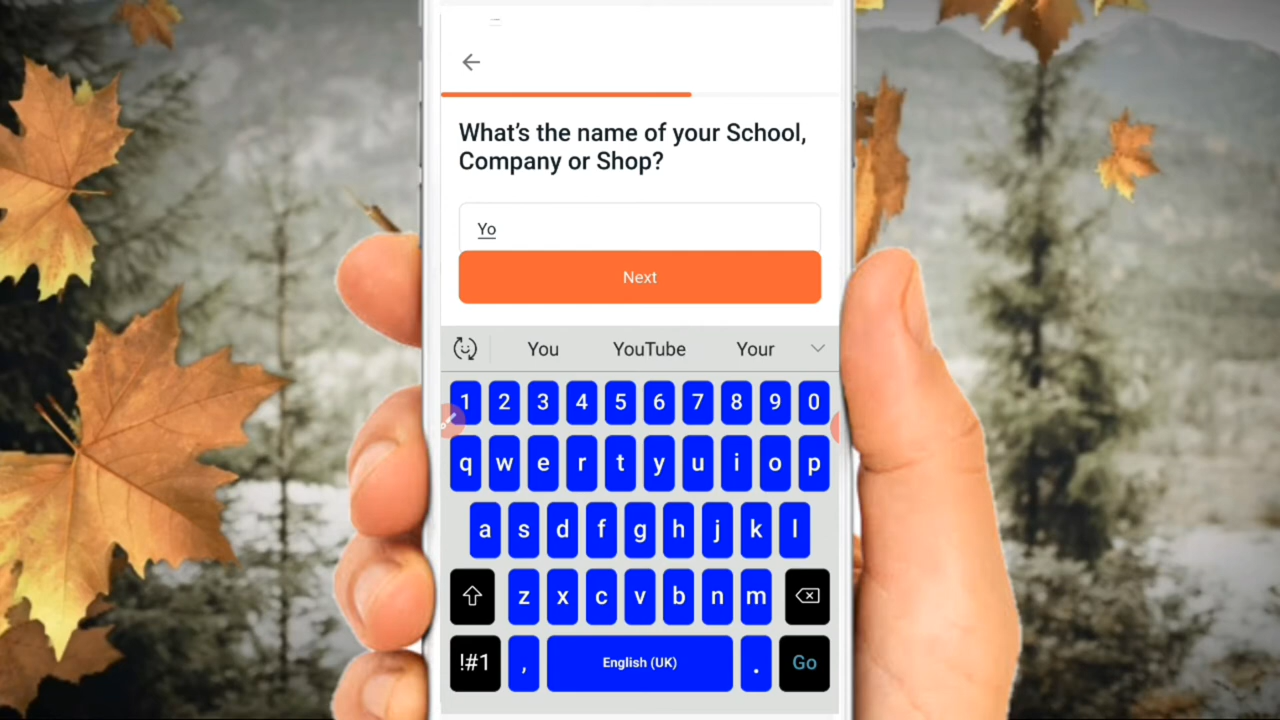 What's the name of your School,
Company or Shop?
Yo
Next
You YouTube Your
1 2 3 4 5 6 7 8 9 0
q w e r t y u i o p
a s d f g h j k l
z x c v b n m
!#1 , English (UK) . Go